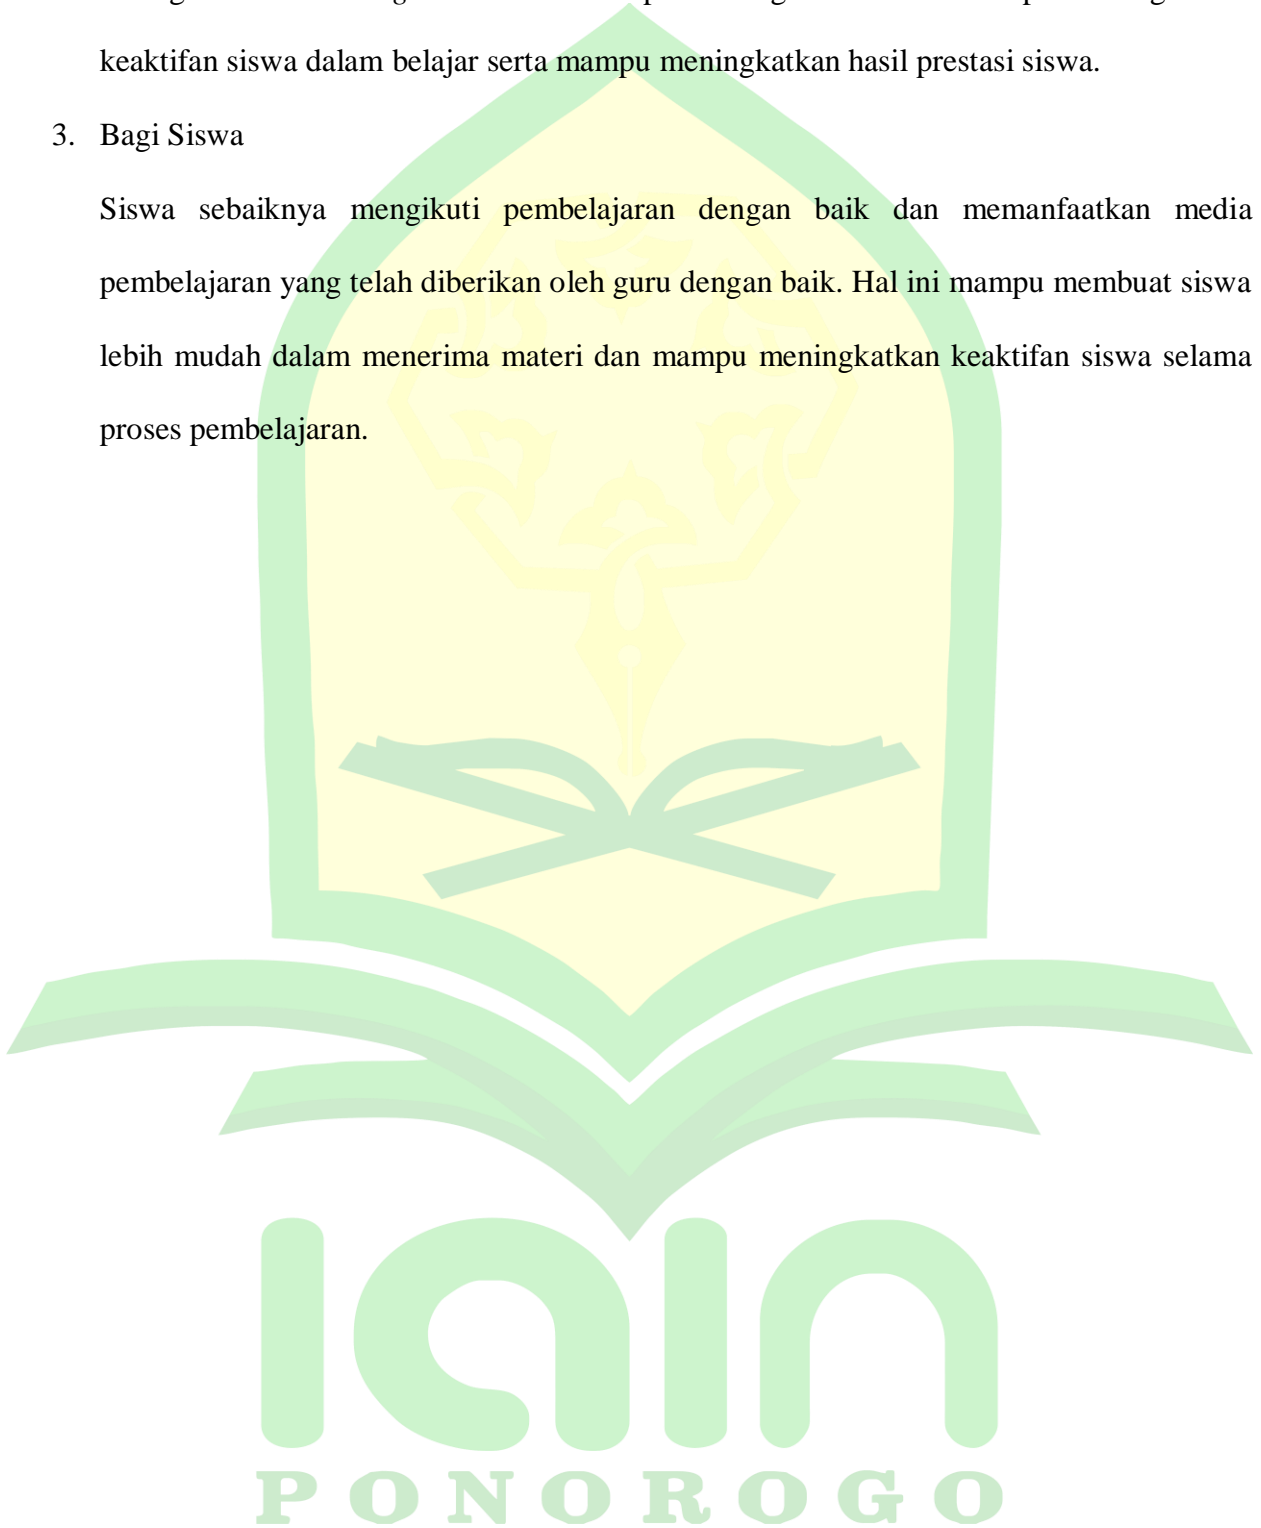 keaktifan siswa dalam belajar serta mampu meningkatkan hasil prestasi siswa.
3. Bagi Siswa
Siswa sebaiknya mengikuti pembelajaran dengan baik dan memanfaatkan media
pembelajaran yang telah diberikan oleh guru dengan baik. Hal ini mampu membuat siswa
lebih mudah dalam menerima materi dan mampu meningkatkan keaktifan siswa selama
proses pembelajaran.
iain
PONOROGO